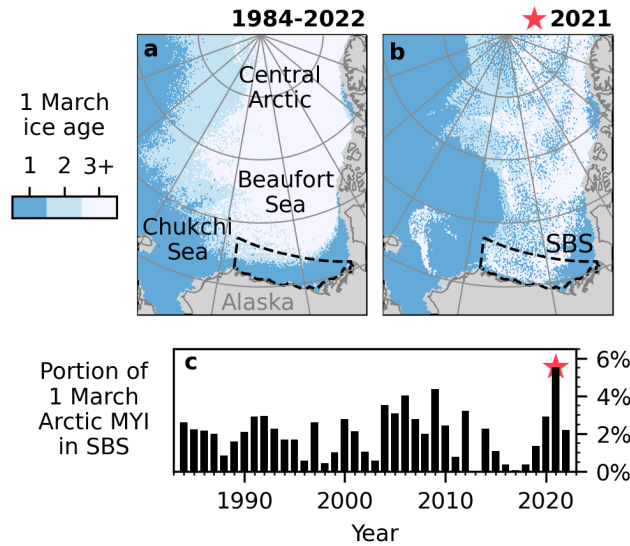 1984-2022
2021
a
b
1 March
ice age
1 2 3+
Central
Arctic
Beaufort
Sea
Chukchi
Sea
Alaska
SBS
Portion of
1 March
Arctic MYI
in SBS
c
6%
4%
2%
0%
1990 2000 2010 2020
Year